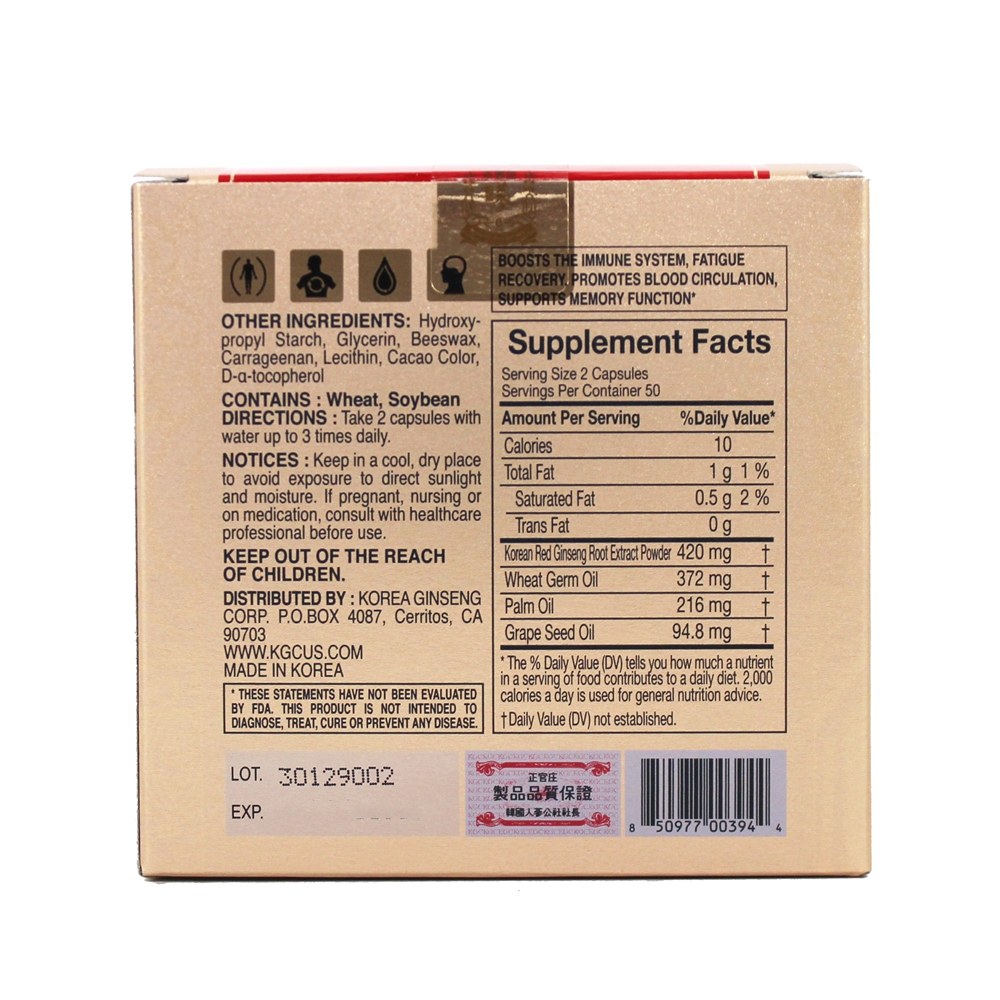 BOOSTS THE IMMUNE SYSTEM, FATIGUE
RECOVERY, PROMOTES BLOOD CIRCULATION,
SUPPORTS MEMORY FUNCTION*
OTHER INGREDIENTS: Hydroxy-
propyl Starch, Glycerin, Beeswax,
Carrageenan, Lecithin, Cacao Color,
D-α-tocopherol
CONTAINS : Wheat, Soybean
DIRECTIONS : Take 2 capsules with
water up to 3 times daily.
NOTICES : Keep in a cool, dry place
to avoid exposure to direct sunlight
and moisture. If pregnant, nursing or
on medication, consult with healthcare
professional before use.
KEEP OUT OF THE REACH
OF CHILDREN.
DISTRIBUTED BY : KOREA GINSENG
CORP. P.O.BOX 4087, Cerritos, CA
90703
WWW.KGCUS.COM
MADE IN KOREA
* THESE STATEMENTS HAVE NOT BEEN EVALUATED
BY FDA. THIS PRODUCT IS NOT INTENDED TO
DIAGNOSE, TREAT, CURE OR PREVENT ANY DISEASE.
Supplement Facts
Serving Size 2 Capsules
Servings Per Container 50
Amount Per Serving %Daily Value*
Calories 10
Total Fat 1 g 1 %
Saturated Fat 0.5 g 2 %
Trans Fat 0 g
Korean Red Ginseng Root Extract Powder 420 mg †
Wheat Germ Oil 372 mg †
Palm Oil 216 mg †
Grape Seed Oil 94.8 mg †
* The % Daily Value (DV) tells you how much a nutrient
in a serving of food contributes to a daily diet. 2,000
calories a day is used for general nutrition advice.
†Daily Value (DV) not established.
LOT. 30129002
EXP.
正官庄
製品品質保證
韓國人蔘公社社長
8 50977 00394 4